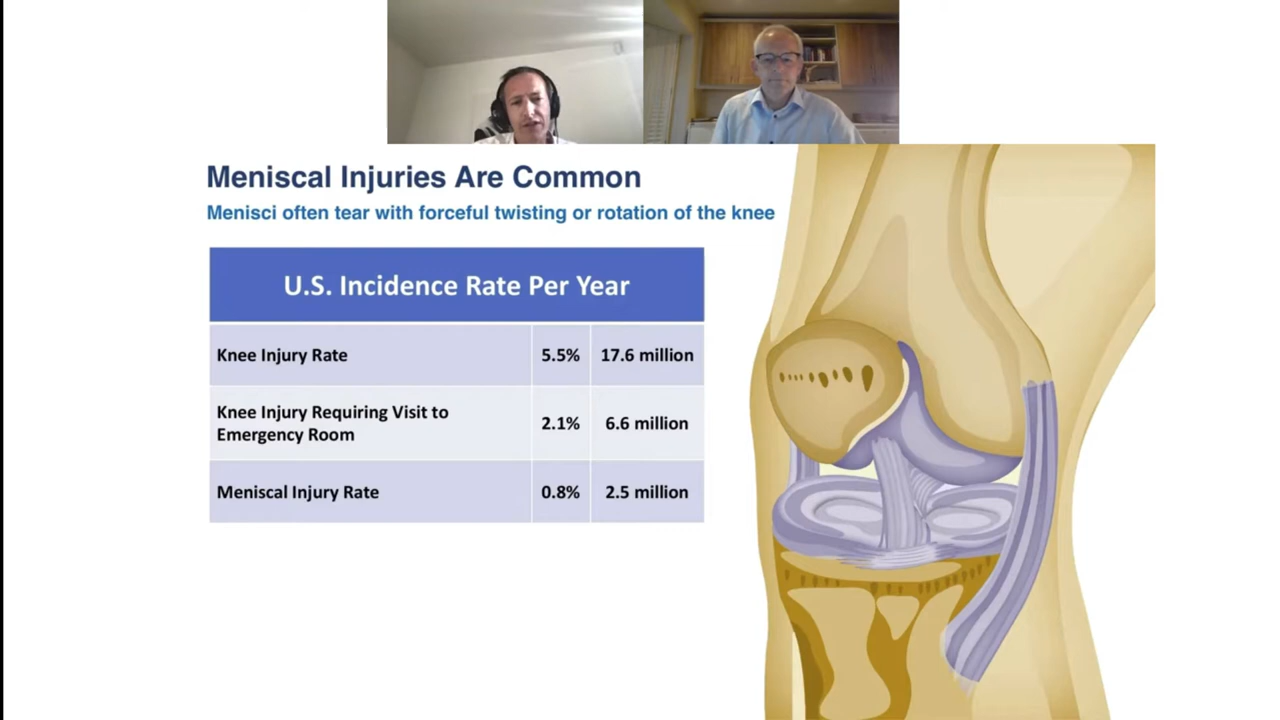 Meniscal Injuries Are Common
Menisci often tear with forceful twisting or rotation of the knee
U.S. Incidence Rate Per Year
Knee Injury Rate 5.5% 17.6 million
Knee Injury Requiring Visit to
Emergency Room 2.1% 6.6 million
Meniscal Injury Rate 0.8% 2.5 million